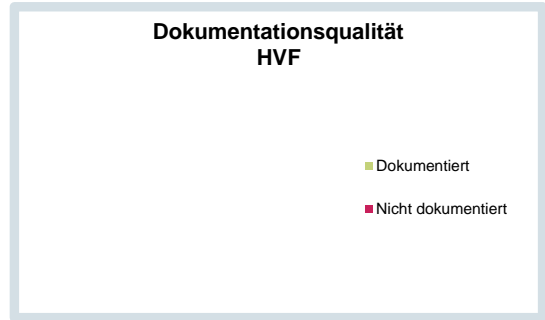 Dokumentationsqualität
HVF
Dokumentiert
Nicht dokumentiert